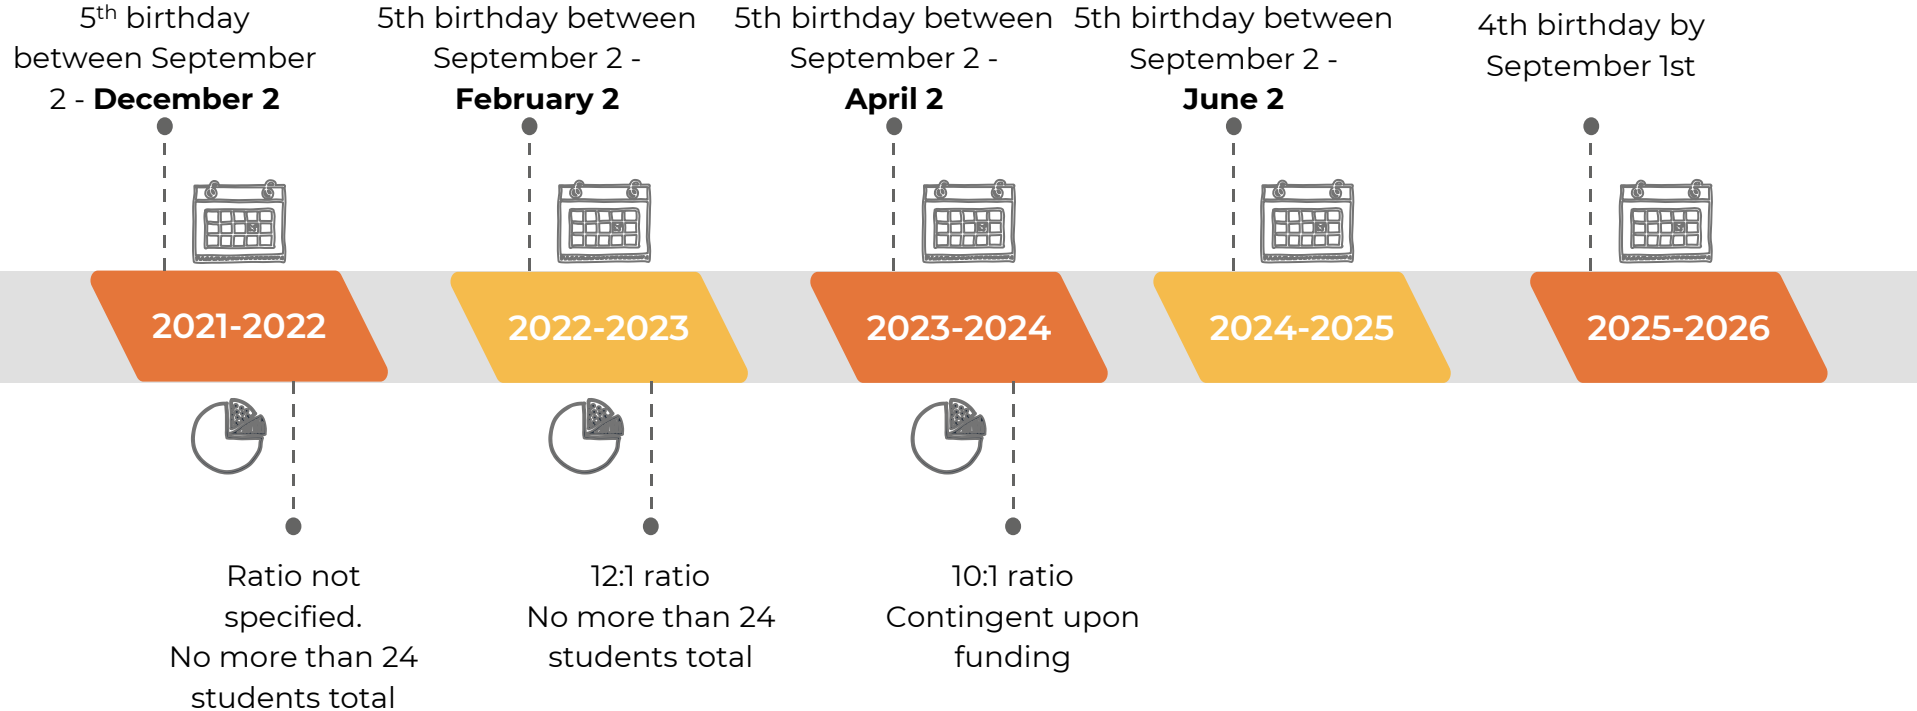 5th birthday
between September
2 - December 2
5th birthday between
September 2 -
February 2
5th birthday between
September 2 -
April 2
5th birthday between
September 2 -
June 2
4th birthday by
September 1st
2021-2022
2022-2023
2023-2024
2024-2025
2025-2026
Ratio not
specified.
No more than 24
students total
12:1 ratio
No more than 24
students total
10:1 ratio
Contingent upon
funding